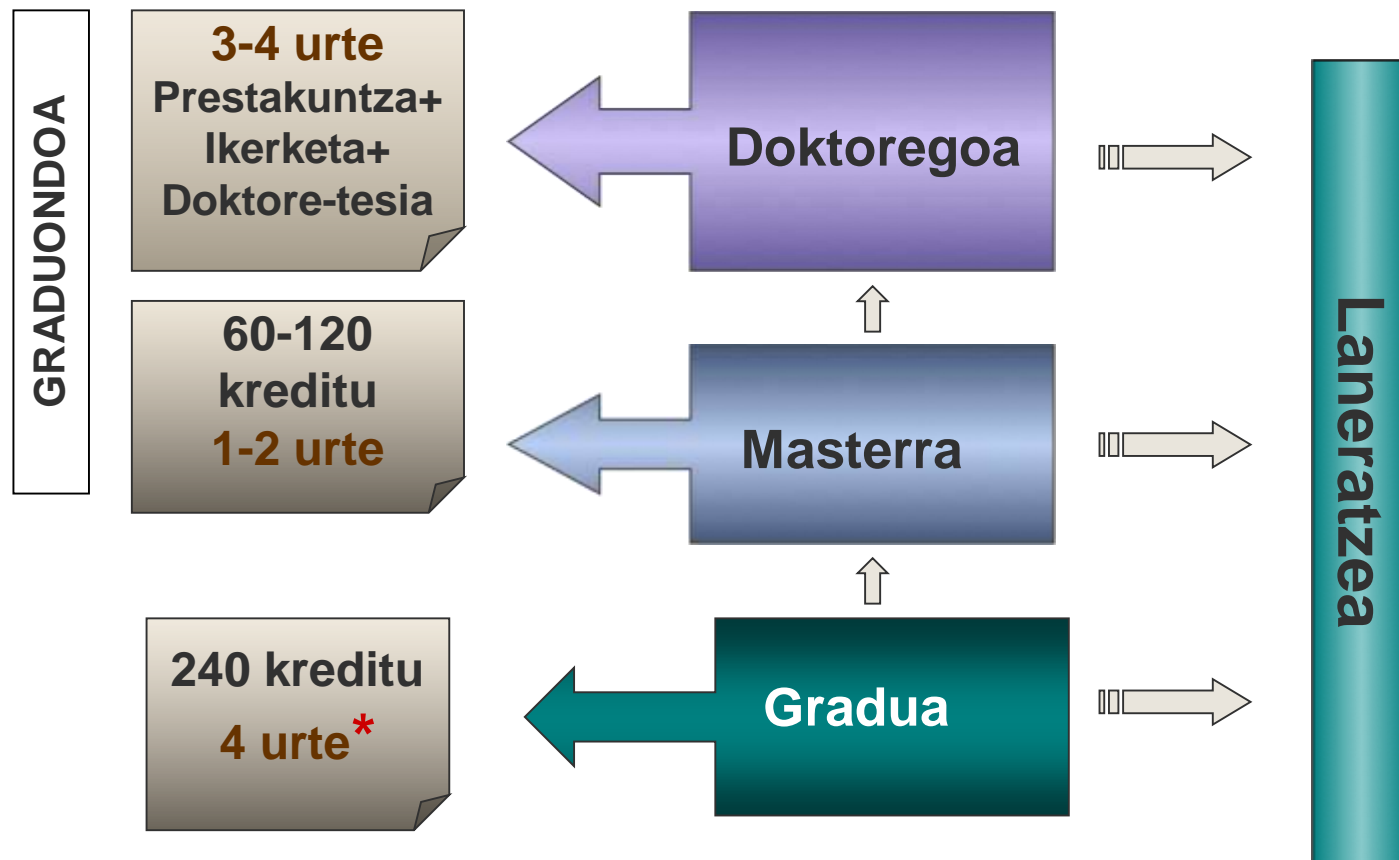 GRADUONDOA
3-4 urte
Prestakuntza+
Ikerketa+
Doktore-tesia
Doktoregoa
60-120
kreditu
1-2 urte
Masterra
240 kreditu
4 urte*
Gradua
Laneratzea